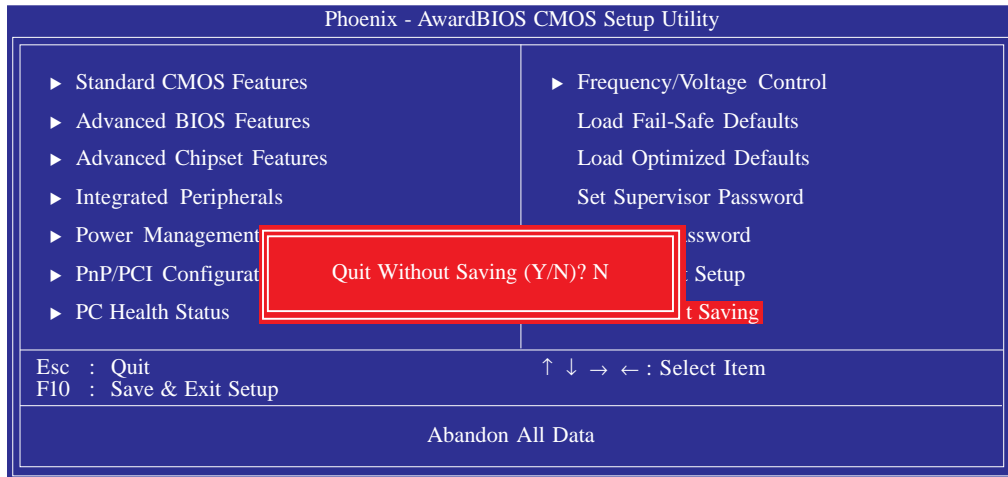 Phoenix - AwardBIOS CMOS Setup Utility
▶ Standard CMOS Features
▶ Advanced BIOS Features
▶ Advanced Chipset Features
▶ Integrated Peripherals
▶ Power Management
▶ PnP/PCI Configurat
▶ PC Health Status
▶ Frequency/Voltage Control
Load Fail-Safe Defaults
Load Optimized Defaults
Set Supervisor Password
ssword
Setup
t Saving
Quit Without Saving (Y/N)? N
Esc : Quit
F10 : Save & Exit Setup
↑ ↓ → ← : Select Item
Abandon All Data